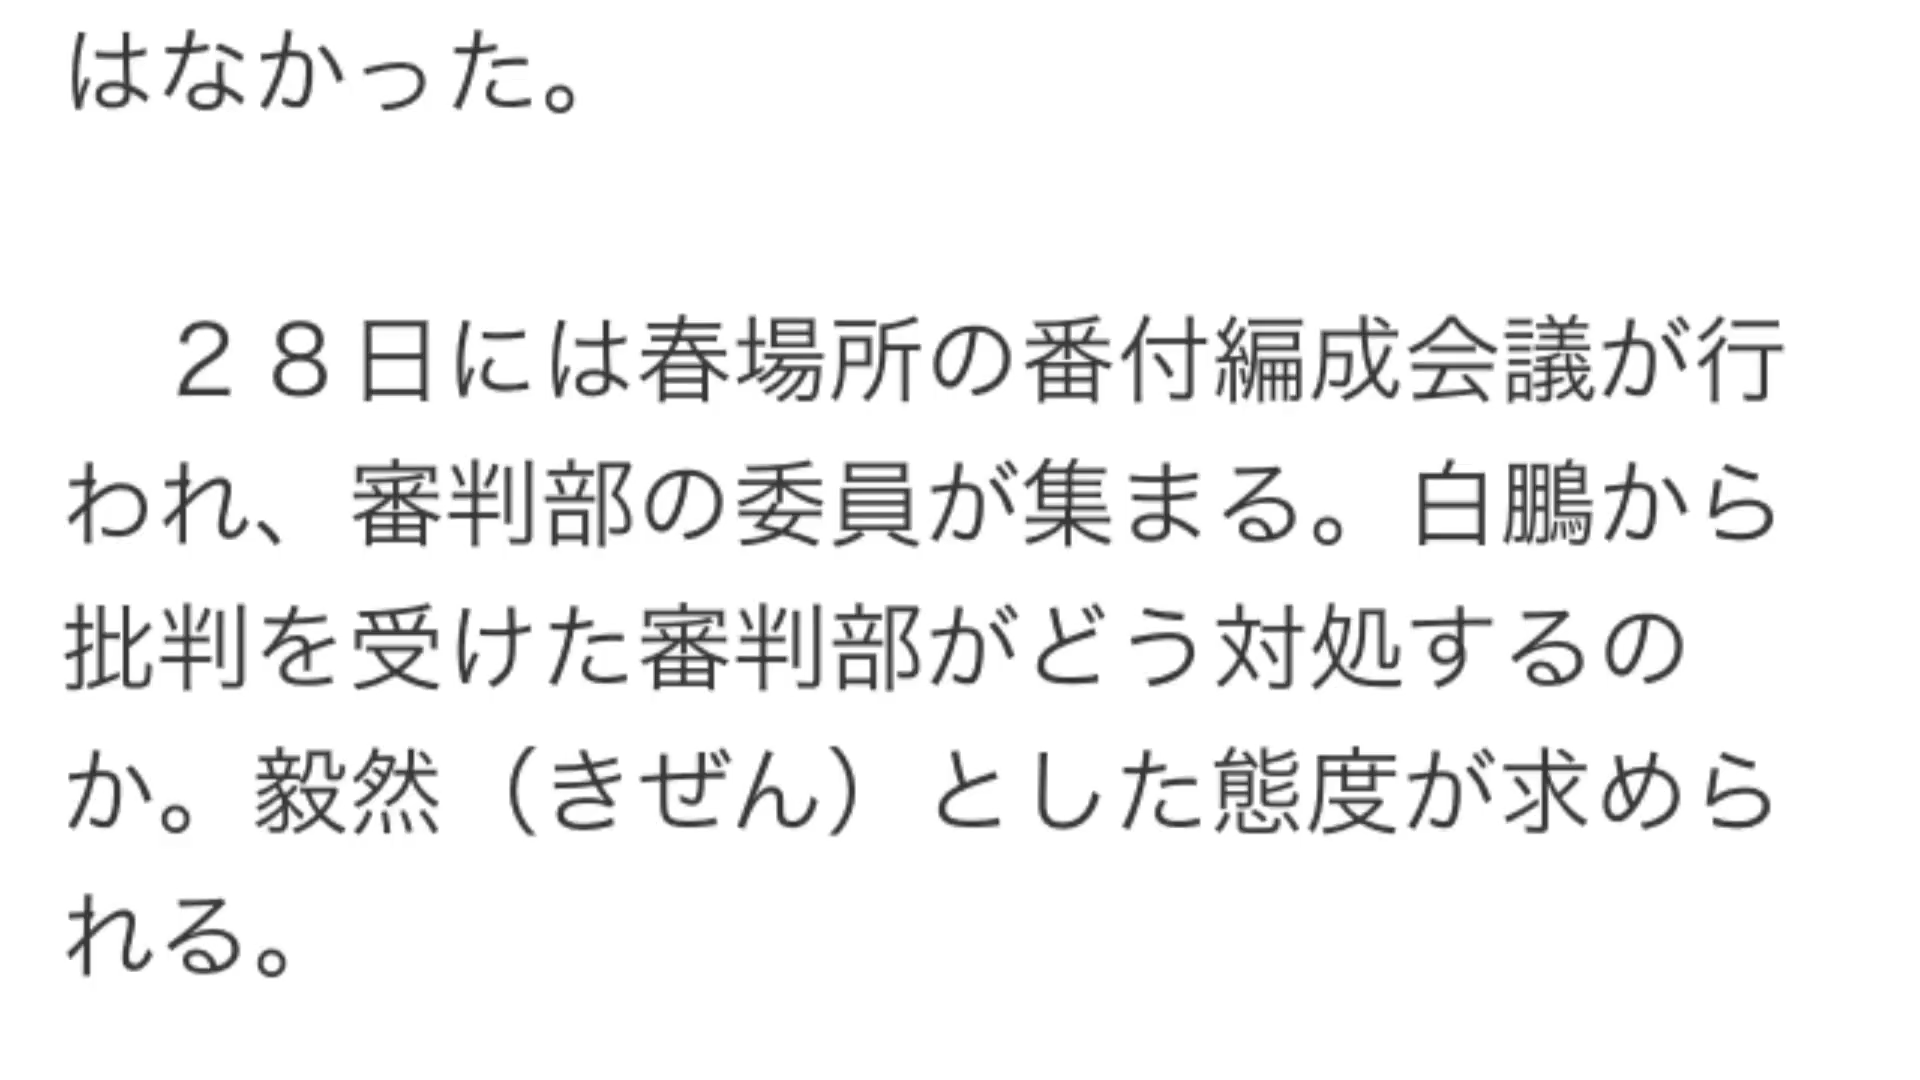 はなかった。
　２８日には春場所の番付編成会議が行
われ、審判部の委員が集まる。白鵬から
批判を受けた審判部がどう対処するの
か。毅然（きぜん）とした態度が求めら
れる。